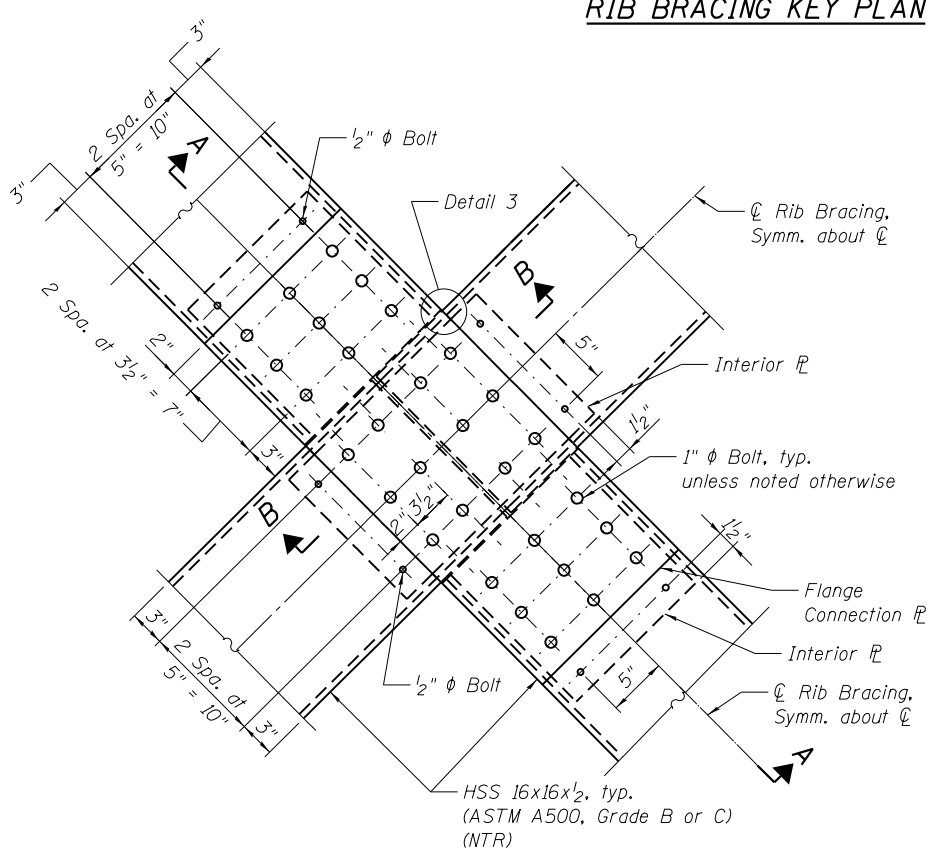 RIB BRACING KEY PLAN
3"
2 Spa. at
5" = 10"
3"
A
1/2" ϕ Bolt
Detail 3
℄ Rib Bracing,
Symm. about ℄
B
5"
2 Spa. at 3 1/2" = 7"
2"
3"
Interior ⅊
1 1/2"
1" ϕ Bolt, typ.
unless noted otherwise
B
2"
3 1/2"
1 1/2"
Flange
Connection ⅊
Interior ⅊
5"
℄ Rib Bracing,
Symm. about ℄
3"
2 Spa. at
5" = 10"
3"
1/2" ϕ Bolt
A
HSS 16x16x1/2, typ.
(ASTM A500, Grade B or C)
(NTR)